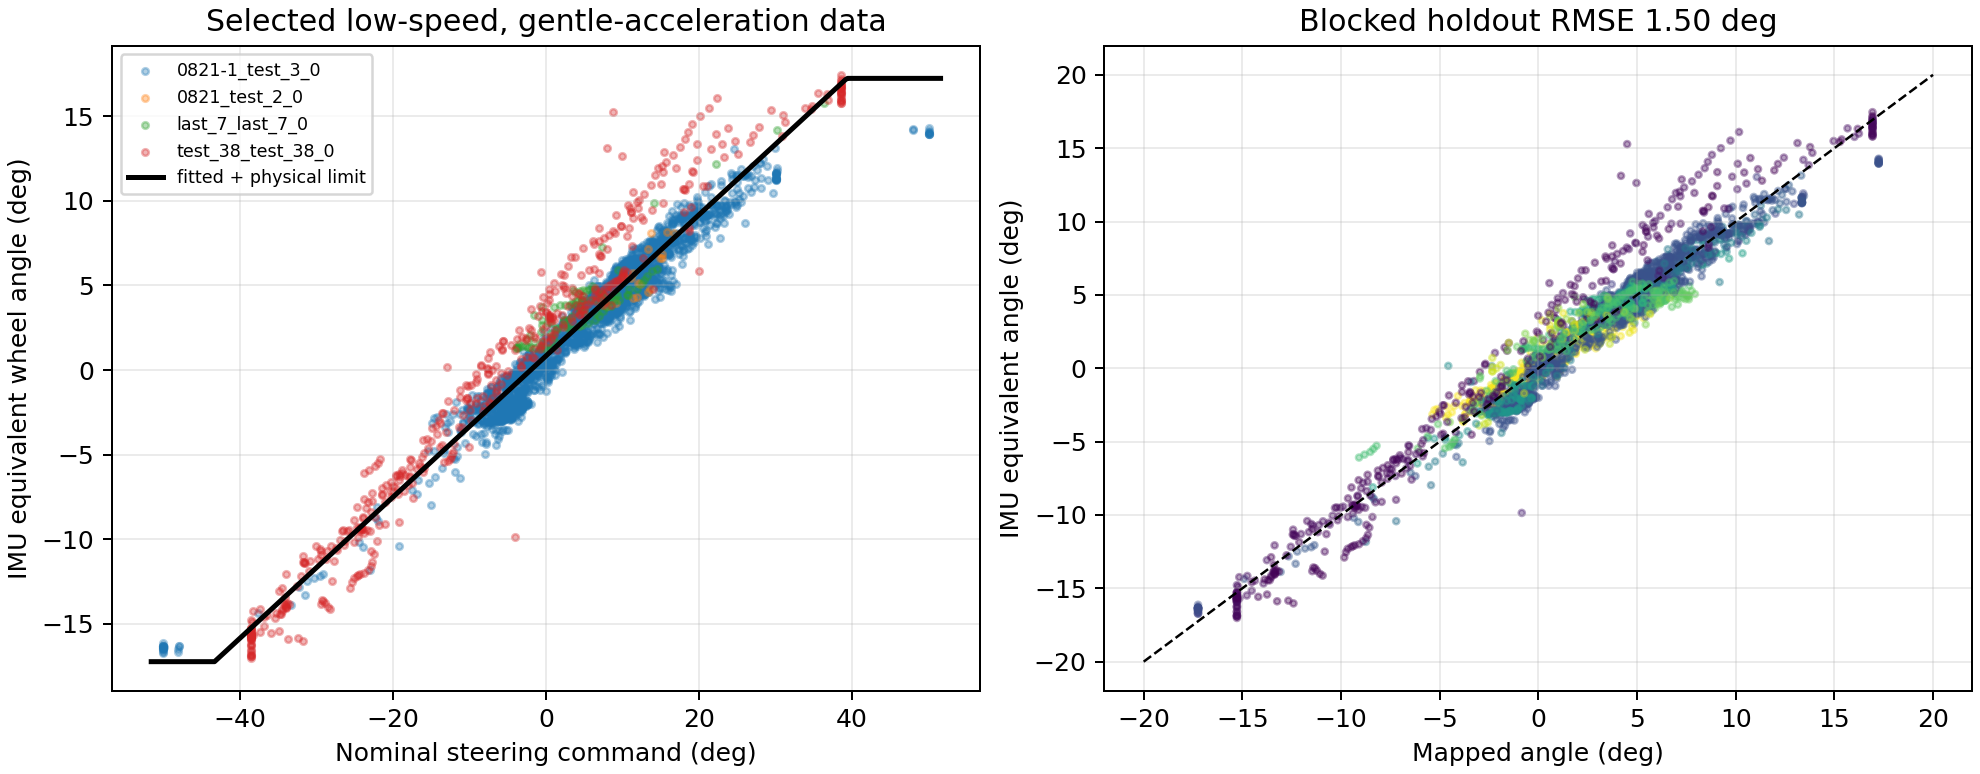 Selected low-speed, gentle-acceleration data
0821-1_test_3_0
0821_test_2_0
last_7_last_7_0
test_38_test_38_0
fitted + physical limit
IMU equivalent wheel angle (deg)
15
10
5
0
−5
−10
−15
−40
−20
0
20
40
Nominal steering command (deg)
Blocked holdout RMSE 1.50 deg
IMU equivalent angle (deg)
20
15
10
5
0
−5
−10
−15
−20
−20
−15
−10
−5
0
5
10
15
20
Mapped angle (deg)